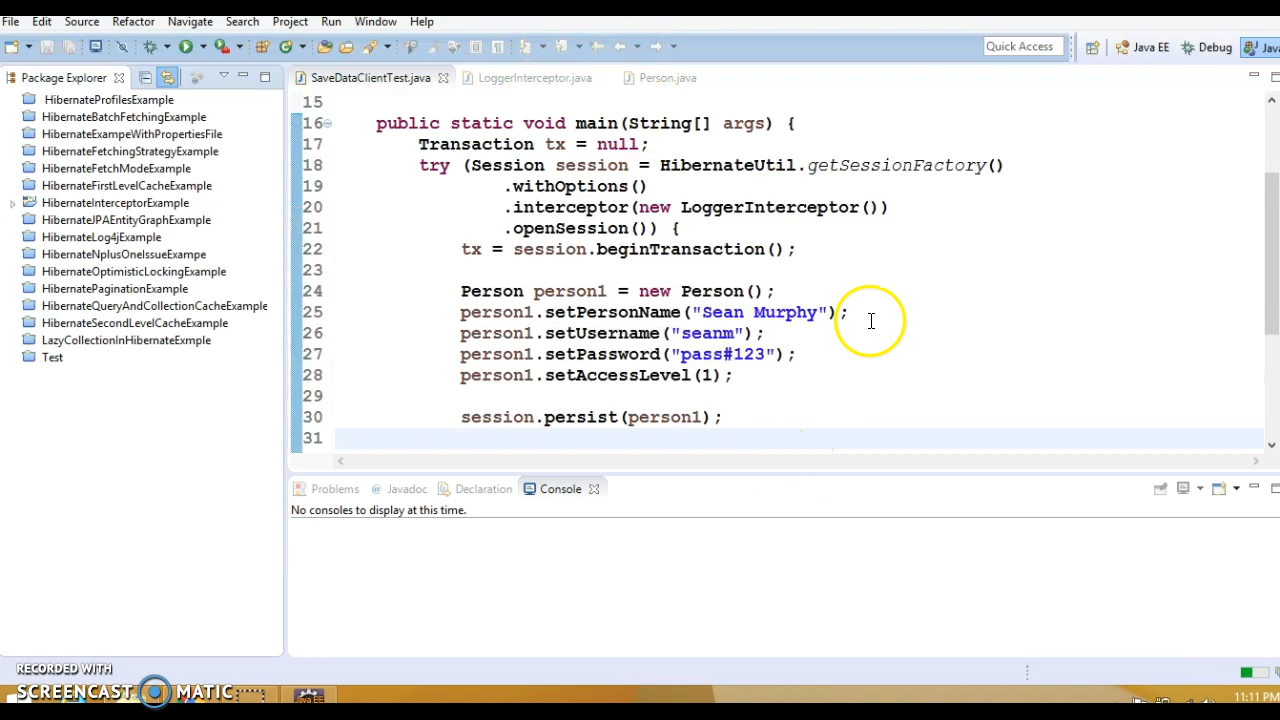 File Edit Source Refactor Navigate Search Project Run Window Help
Quick Access
Java EE
Debug
Java
Package Explorer
SaveDataClientTest.java
LoggerInterceptor.java
Person.java
HibernateProfilesExample
HibernateBatchFetchingExample
HibernateExampeWithPropertiesFile
HibernateFetchingStrategyExample
HibernateFetchModeExample
HibernateFirstLevelCacheExample
HibernateInterceptorExample
HibernateJPAEntityGraphExample
HibernateLog4jExample
HibernateNplusOneIssueExampe
HibernateOptimisticLockingExample
HibernatePaginationExample
HibernateQueryAndCollectionCacheExample
HibernateSecondLevelCacheExample
LazyCollectionInHibernateExmple
Test
15
16 public static void main(String[] args) {
17 Transaction tx = null;
18 try (Session session = HibernateUtil.getSessionFactory()
19 .withOptions()
20 .interceptor(new LoggerInterceptor())
21 .openSession()) {
22 tx = session.beginTransaction();
23
24 Person person1 = new Person();
25 person1.setPersonName("Sean Murphy");
26 person1.setUsername("seanm");
27 person1.setPassword("pass#123");
28 person1.setAccessLevel(1);
29
30 session.persist(person1);
31
Problems
@ Javadoc
Declaration
Console
No consoles to display at this time.
RECORDED WITH
SCREENCAST MATIC
11:11 PM